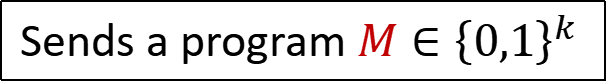 Sends a program M ∈ {0,1}ᵏ